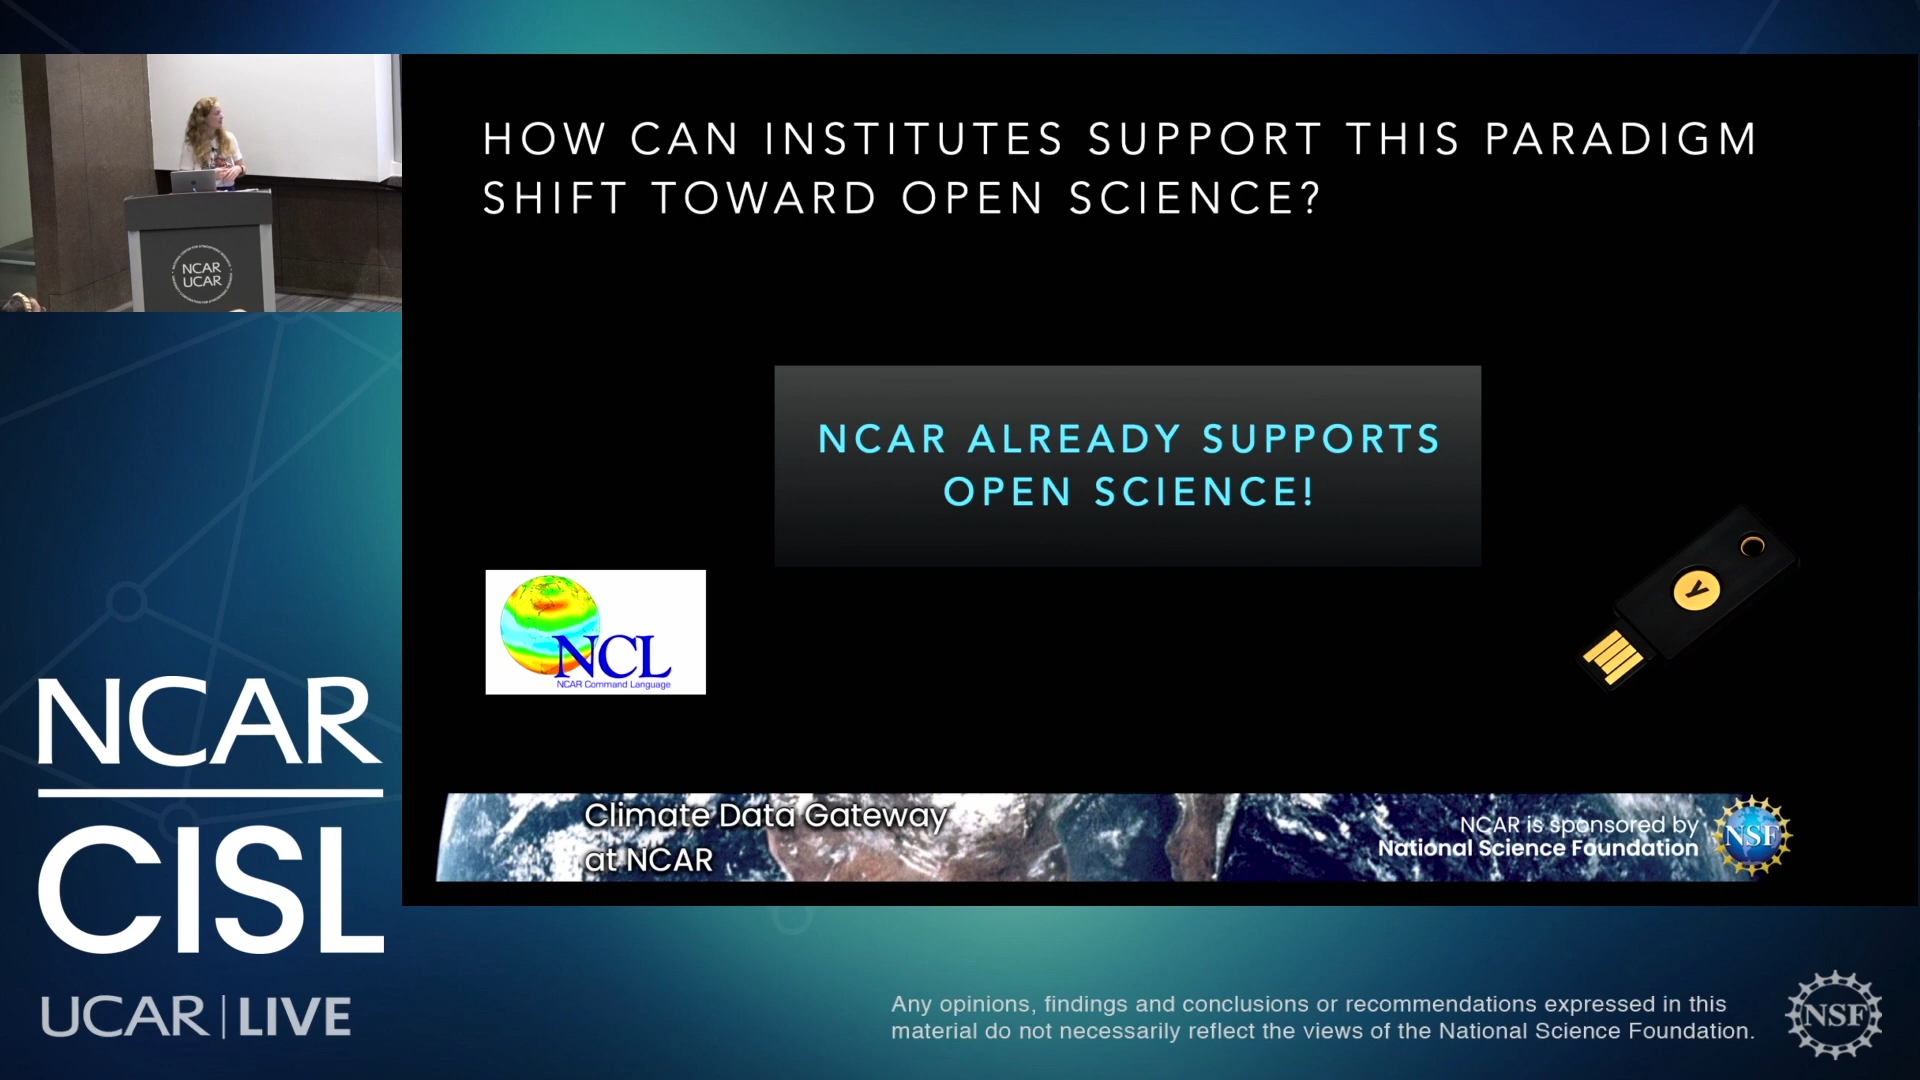 HOW CAN INSTITUTES SUPPORT THIS PARADIGM
SHIFT TOWARD OPEN SCIENCE?
NCAR ALREADY SUPPORTS
OPEN SCIENCE!
NCL
NCAR Command Language
y
Climate Data Gateway
at NCAR
NCAR is sponsored by
National Science Foundation
NSF
NCAR
UCAR
NCAR
CISL
UCAR | LIVE
Any opinions, findings and conclusions or recommendations expressed in this
material do not necessarily reflect the views of the National Science Foundation.
NSF